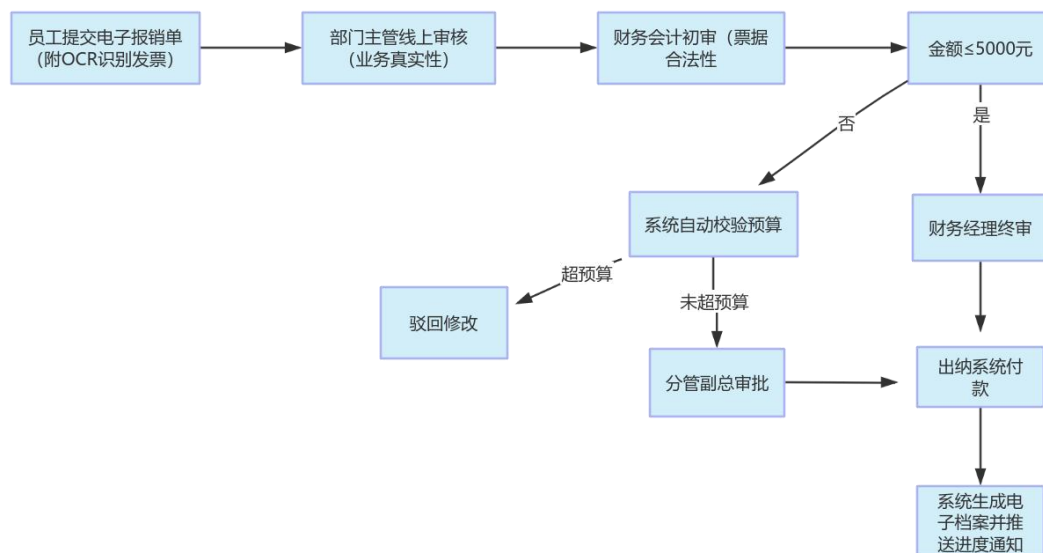 员工提交电子报销单
（附OCR识别发票）
部门主管线上审核
（业务真实性）
财务会计初审（票据
合法性
金额≤5000元
否
是
系统自动校验预算
财务经理终审
超预算
未超预算
驳回修改
分管副总审批
出纳系统付
款
系统生成电
子档案并推
送进度通知